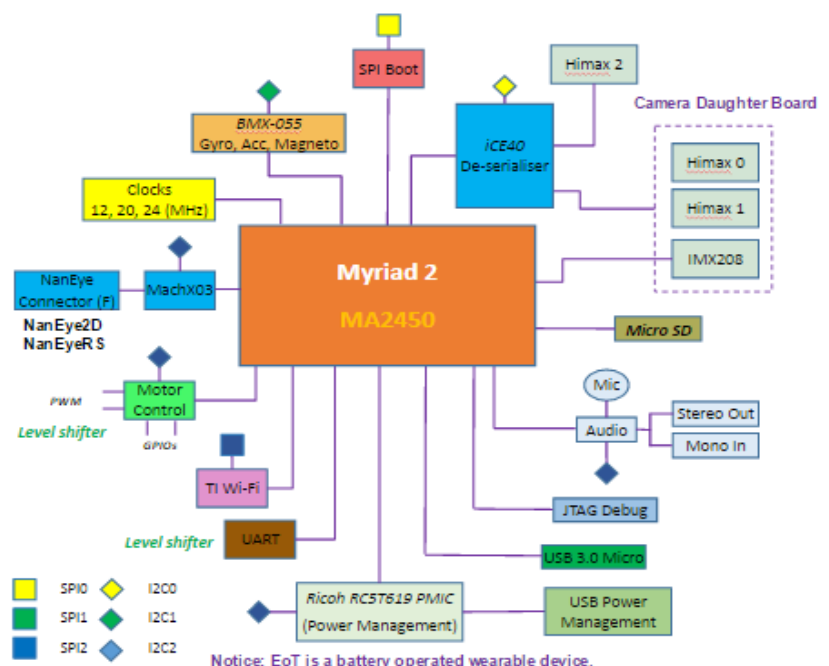 SPI Boot
Himax 2
Camera Daughter Board
BMX-055
Gyro, Acc, Magneto
iCE40
De-serialiser
Himax 0
Clocks
12, 20, 24 (MHz)
Himax 1
Myriad 2
MA2450
IMX208
NanEye
Connector (F)
MachX03
NanEye2D
NanEyeRS
Micro SD
Mic
Motor
Control
PWM
Level shifter
GPIOs
Stereo Out
Audio
Mono In
TI Wi-Fi
JTAG Debug
Level shifter
UART
USB 3.0 Micro
SPI0
I2C0
SPI1
I2C1
SPI2
I2C2
Ricoh RC5T619 PMIC
(Power Management)
USB Power
Management
Notice: EoT is a battery operated wearable device.